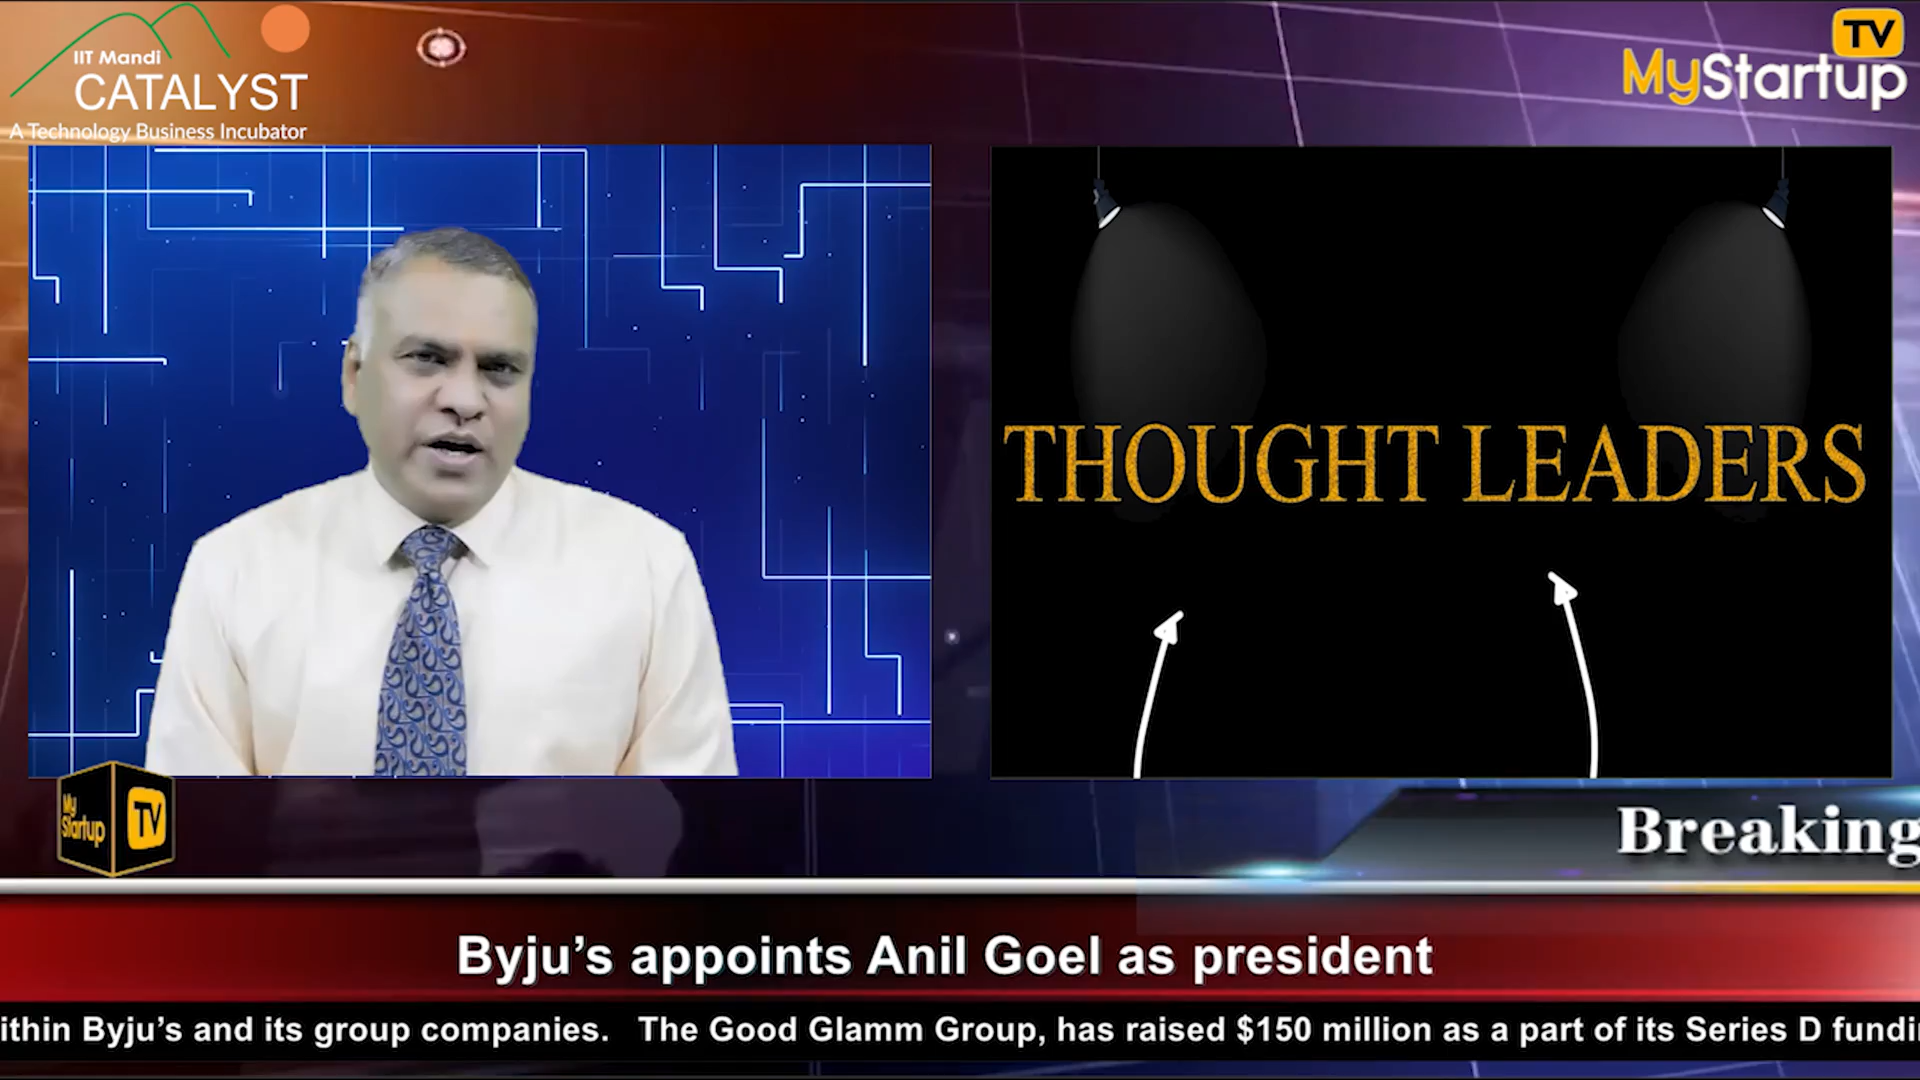 IIT Mandi
CATALYST
A Technology Business Incubator
TV
MyStartup
THOUGHT LEADERS
My
Startup
TV
Breaking
Byju’s appoints Anil Goel as president
ithin Byju’s and its group companies. The Good Glamm Group, has raised $150 million as a part of its Series D fundi